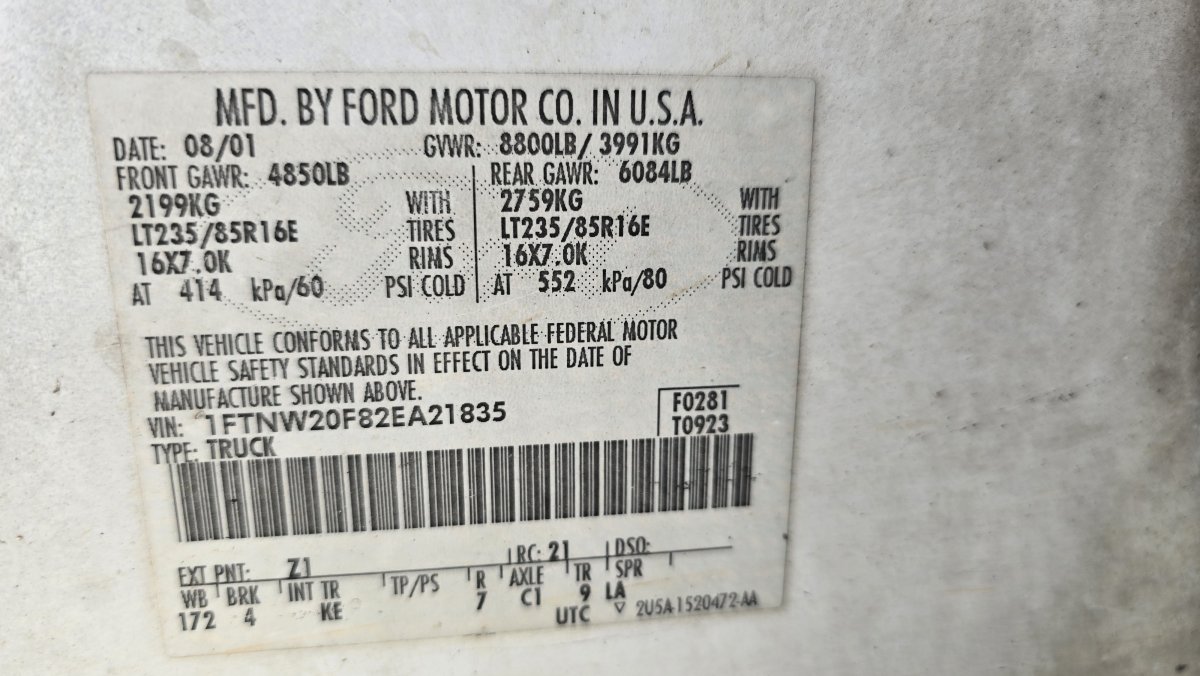 MFD. BY FORD MOTOR CO. IN U.S.A.
DATE: 08/01 GVWR: 8800LB/ 3991KG
FRONT GAWR: 4850LB REAR GAWR: 6084LB
2199KG WITH 2759KG WITH
LT235/85R16E TIRES LT235/85R16E TIRES
16X7.0K RIMS 16X7.0K RIMS
AT 414 kPa/60 PSI COLD AT 552 kPa/80 PSI COLD
THIS VEHICLE CONFORMS TO ALL APPLICABLE FEDERAL MOTOR
VEHICLE SAFETY STANDARDS IN EFFECT ON THE DATE OF
MANUFACTURE SHOWN ABOVE.
VIN: 1FTNW20F82EA21835 F0281
TYPE: TRUCK T0923
EXT PNT: Z1 RC: 21 DSO:
WB BRK INT TR TP/PS R AXLE TR SPR
172 4 KE 7 C1 9 LA
UTC ▽ 2U5A-1520472-AA